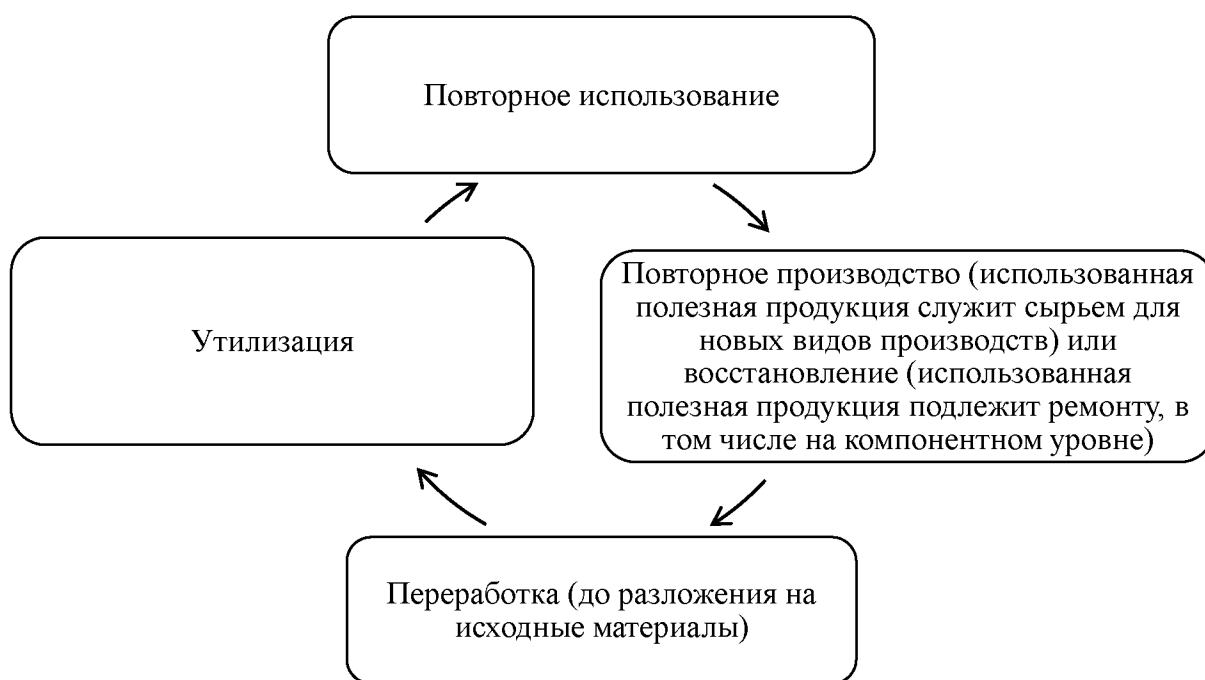 Повторное использование
Утилизация
Повторное производство (использованная
полезная продукция служит сырьем для
новых видов производств) или
восстановление (использованная
полезная продукция подлежит ремонту, в
том числе на компонентном уровне)
Переработка (до разложения на
исходные материалы)